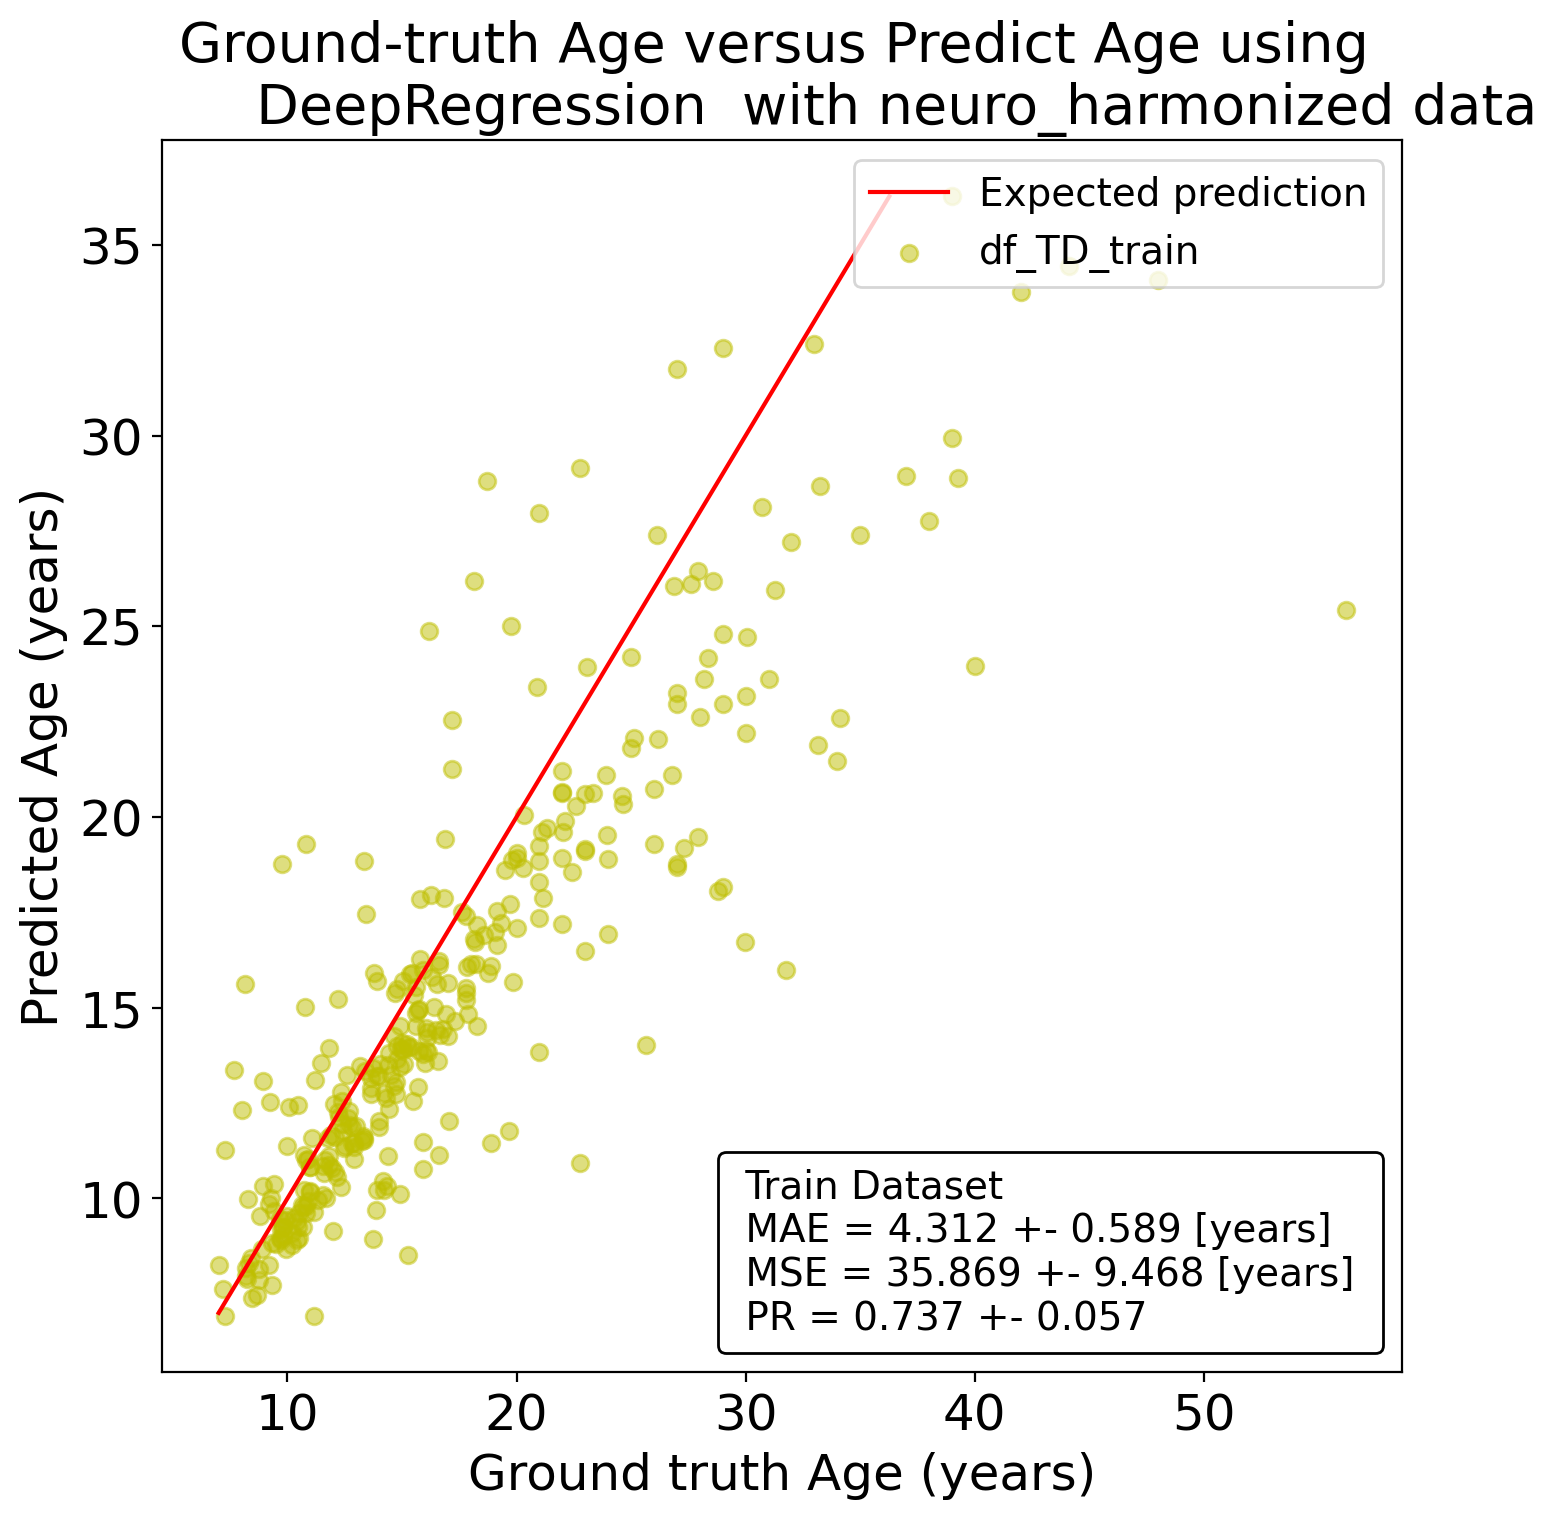 Ground-truth Age versus Predict Age using
DeepRegression  with neuro_harmonized data
Expected prediction
df_TD_train
35
30
25
20
15
10
Predicted Age (years)
Train Dataset
MAE = 4.312 +- 0.589 [years]
MSE = 35.869 +- 9.468 [years]
PR = 0.737 +- 0.057
10 20 30 40 50
Ground truth Age (years)